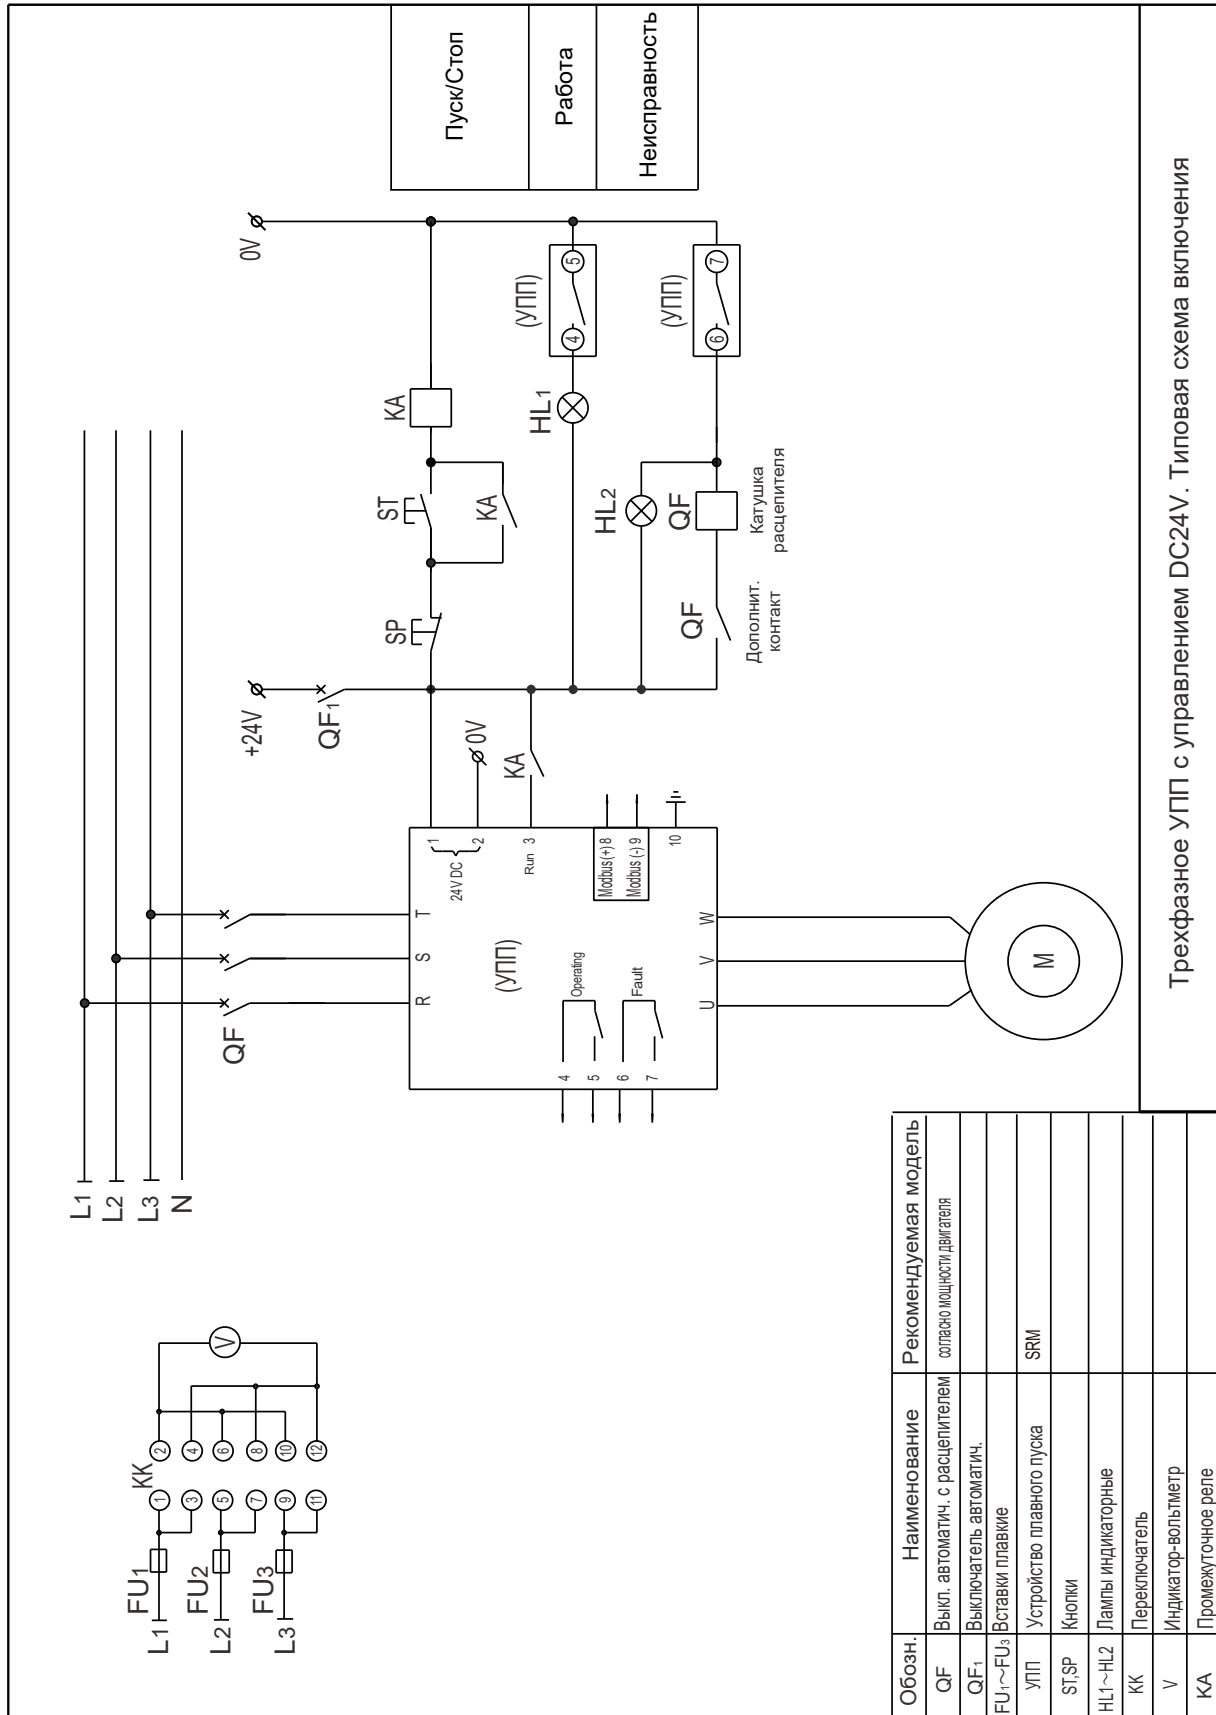 L1
L2
L3
N
QF
+24V
QF1
0V
SP
ST
KA
KA
HL1
(УПП)
4
5
HL2
QF
Дополнит.
контакт
QF
Катушка
расцепителя
(УПП)
6
7
Пуск/Стоп
Работа
Неисправность
R
S
T
(УПП)
1
2
24V DC
0V
Run 3
KA
Modbus(+) 8
Modbus (-) 9
10
Operating
Fault
4
5
6
7
U
V
W
M
L1
FU1
L2
FU2
L3
FU3
KK
1
2
3
4
5
6
7
8
9
10
11
12
V
Обозн. Наименование Рекомендуемая модель
QF Выкл. автоматич. с расцепителем согласно мощности двигателя
QF1 Выключатель автоматич.
FU1~FU3 Вставки плавкие
УПП Устройство плавного пуска SRM
ST,SP Кнопки
HL1~HL2 Лампы индикаторные
KK Переключатель
V Индикатор-вольтметр
KA Промежуточное реле
Трехфазное УПП с управлением DC24V. Типовая схема включения